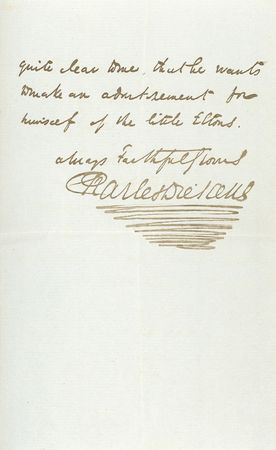 quite clear to me, that he wants
to make an advertisement for
himself of the little Eltons.
always Faithfully Yours
Charles Dickens